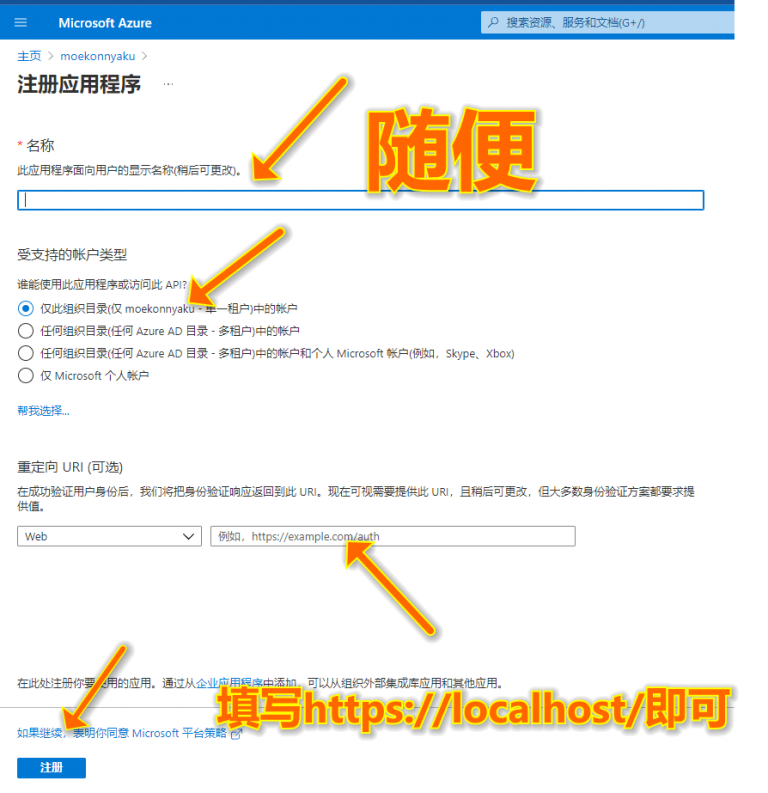 Microsoft Azure
搜索资源、服务和文档(G+/)
主页 > moekonnyaku >
注册应用程序 ...
* 名称
此应用程序面向用户的显示名称(稍后可更改)。
随便
受支持的帐户类型
谁能使用此应用程序或访问此 API?
仅此组织目录(仅 moekonnyaku - 单一租户)中的帐户
任何组织目录(任何 Azure AD 目录 - 多租户)中的帐户
任何组织目录(任何 Azure AD 目录 - 多租户)中的帐户和个人 Microsoft 帐户(例如，Skype、Xbox)
仅 Microsoft 个人帐户
帮我选择...
重定向 URI (可选)
在成功验证用户身份后，我们将把身份验证响应返回到此 URI。现在可视需要提供此 URI，且稍后可更改，但大多数身份验证方案都要求提
供值。
Web
例如，https://example.com/auth
在此处注册你要使用的应用。通过从企业应用程序中添加，可以从组织外部集成库应用和其他应用。
填写https://localhost/即可
如果继续，表明你同意 Microsoft 平台策略
注册